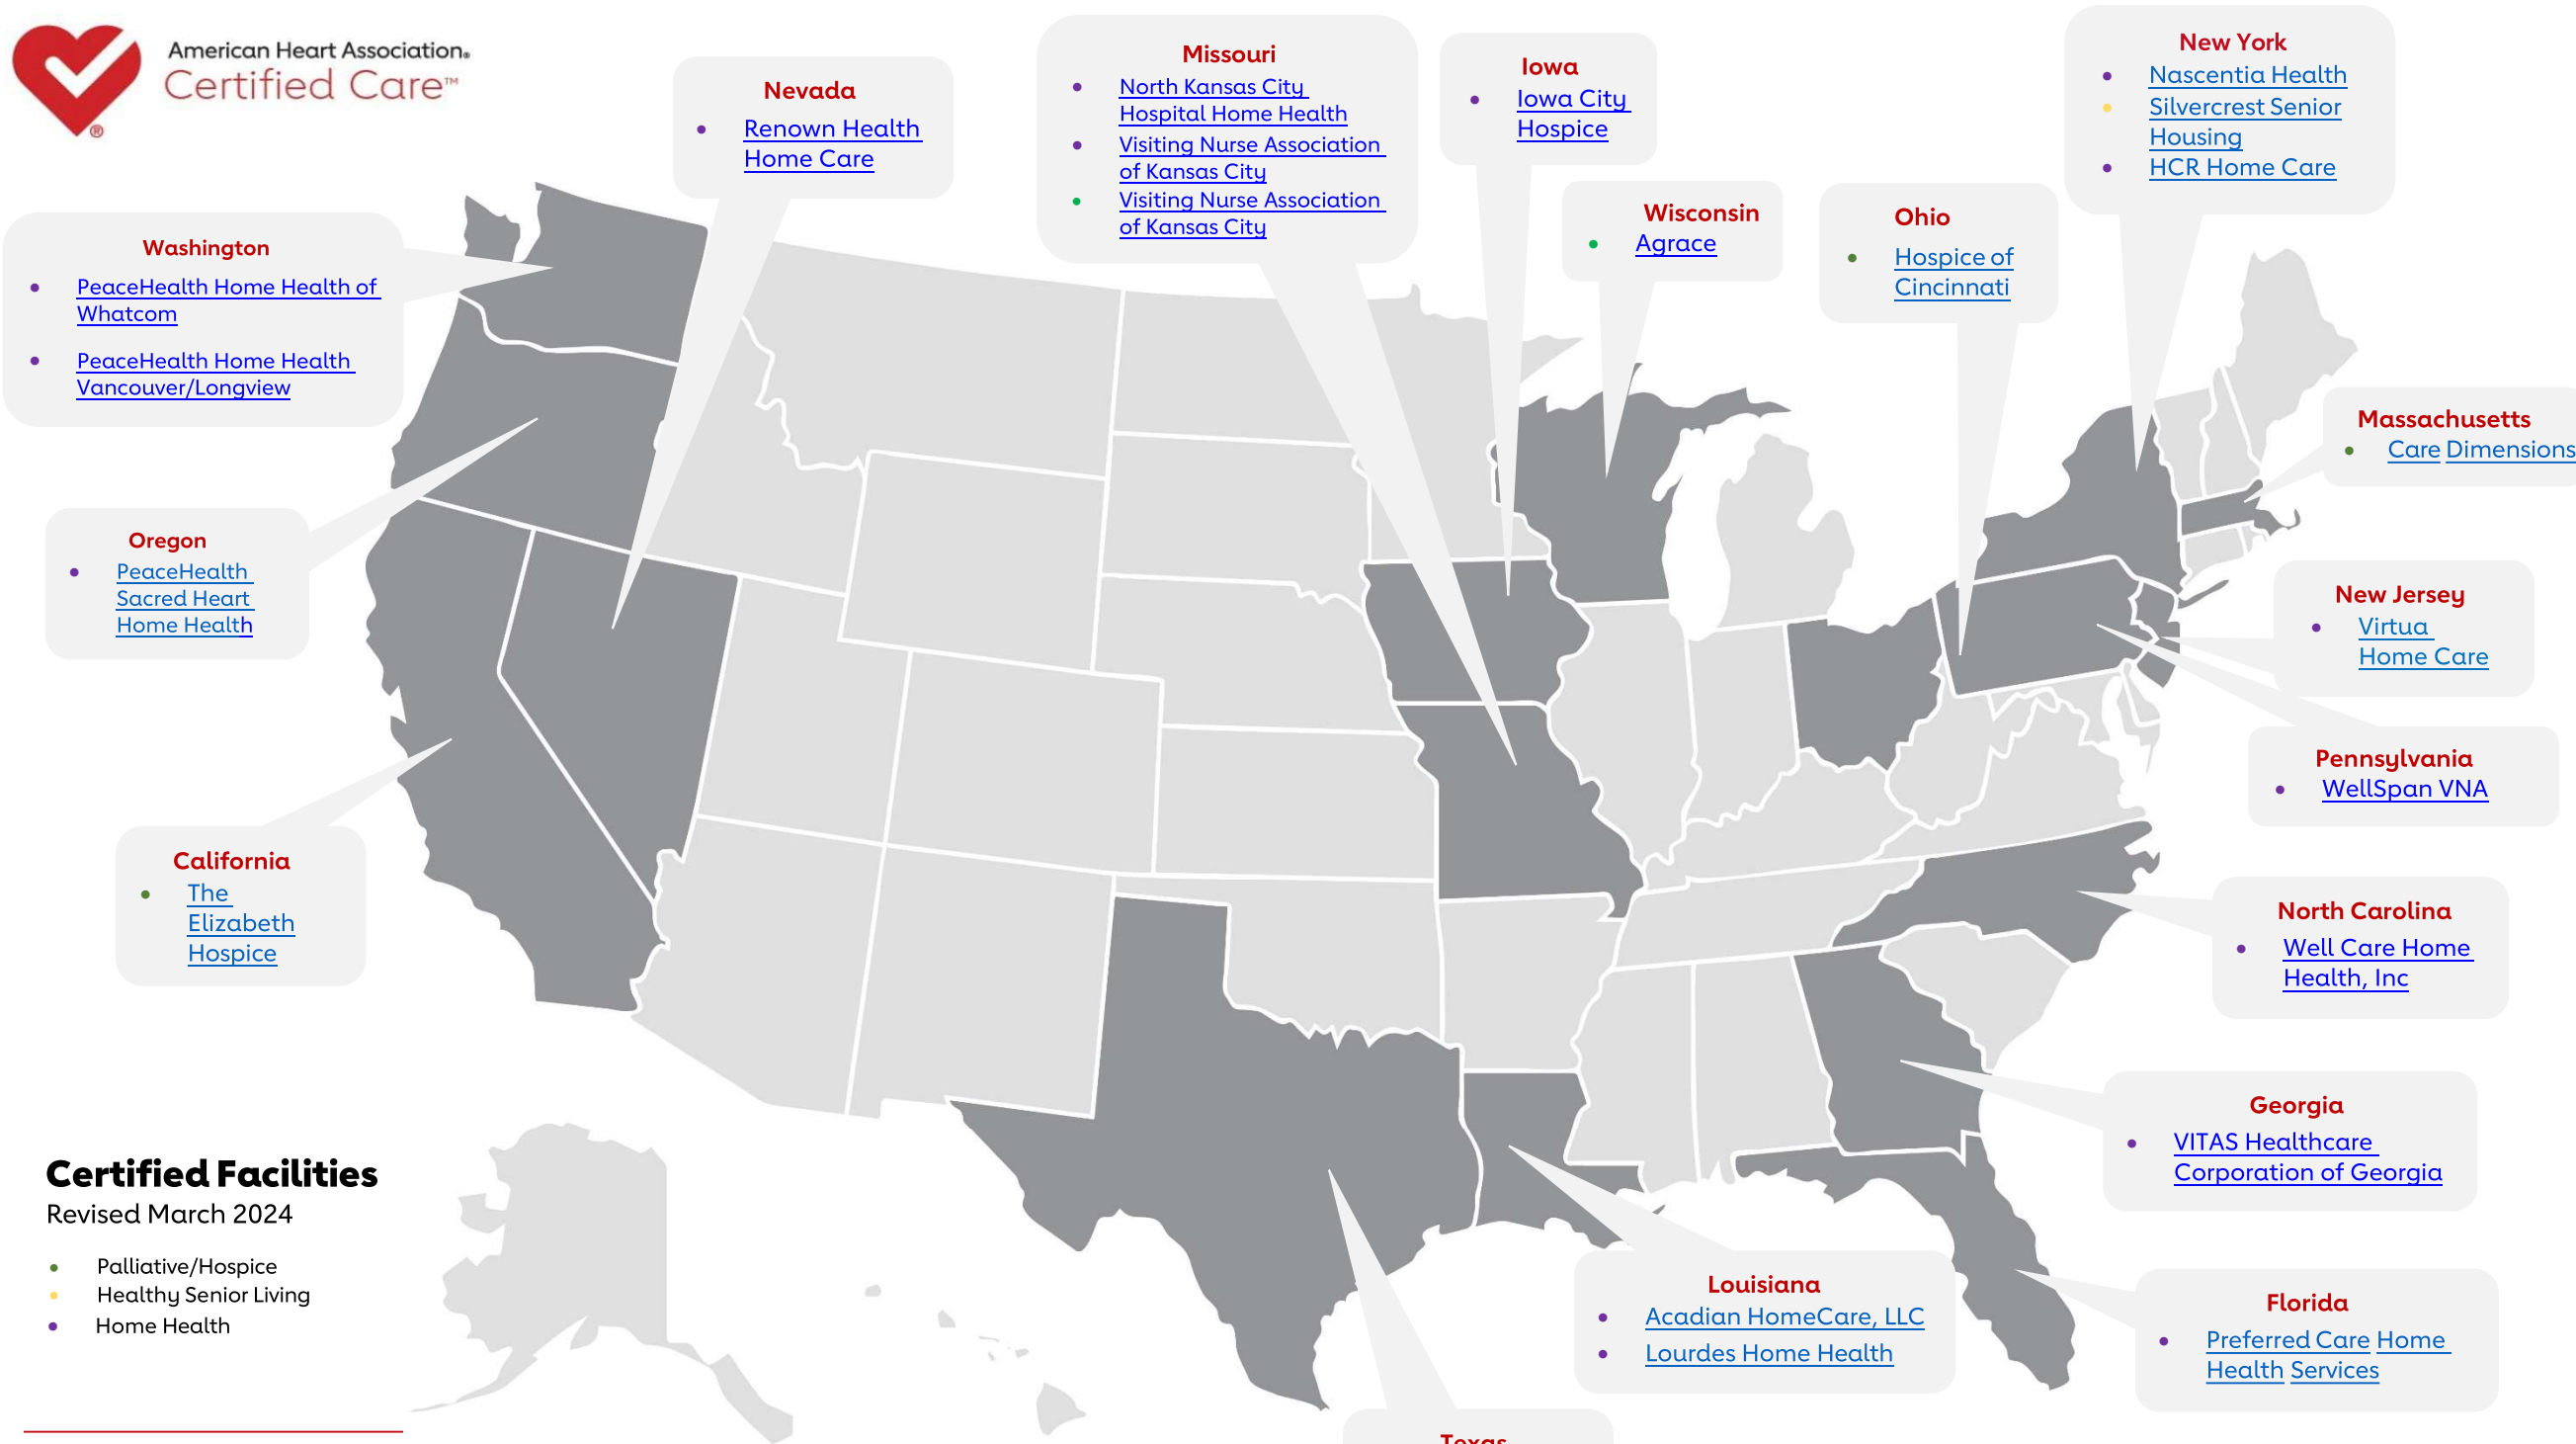 American Heart Association®
Certified Care™
®
Nevada
Renown Health
Home Care
Missouri
North Kansas City
Hospital Home Health
Visiting Nurse Association
of Kansas City
Visiting Nurse Association
of Kansas City
Iowa
Iowa City
Hospice
Wisconsin
Agrace
Ohio
Hospice of
Cincinnati
New York
Nascentia Health
Silvercrest Senior
Housing
HCR Home Care
Washington
PeaceHealth Home Health of
Whatcom
PeaceHealth Home Health
Vancouver/Longview
Massachusetts
Care Dimensions
Oregon
PeaceHealth
Sacred Heart
Home Health
New Jersey
Virtua
Home Care
Pennsylvania
WellSpan VNA
California
The
Elizabeth
Hospice
North Carolina
Well Care Home
Health, Inc
Georgia
VITAS Healthcare
Corporation of Georgia
Louisiana
Acadian HomeCare, LLC
Lourdes Home Health
Florida
Preferred Care Home
Health Services
Texas
Certified Facilities
Revised March 2024
Palliative/Hospice
Healthy Senior Living
Home Health